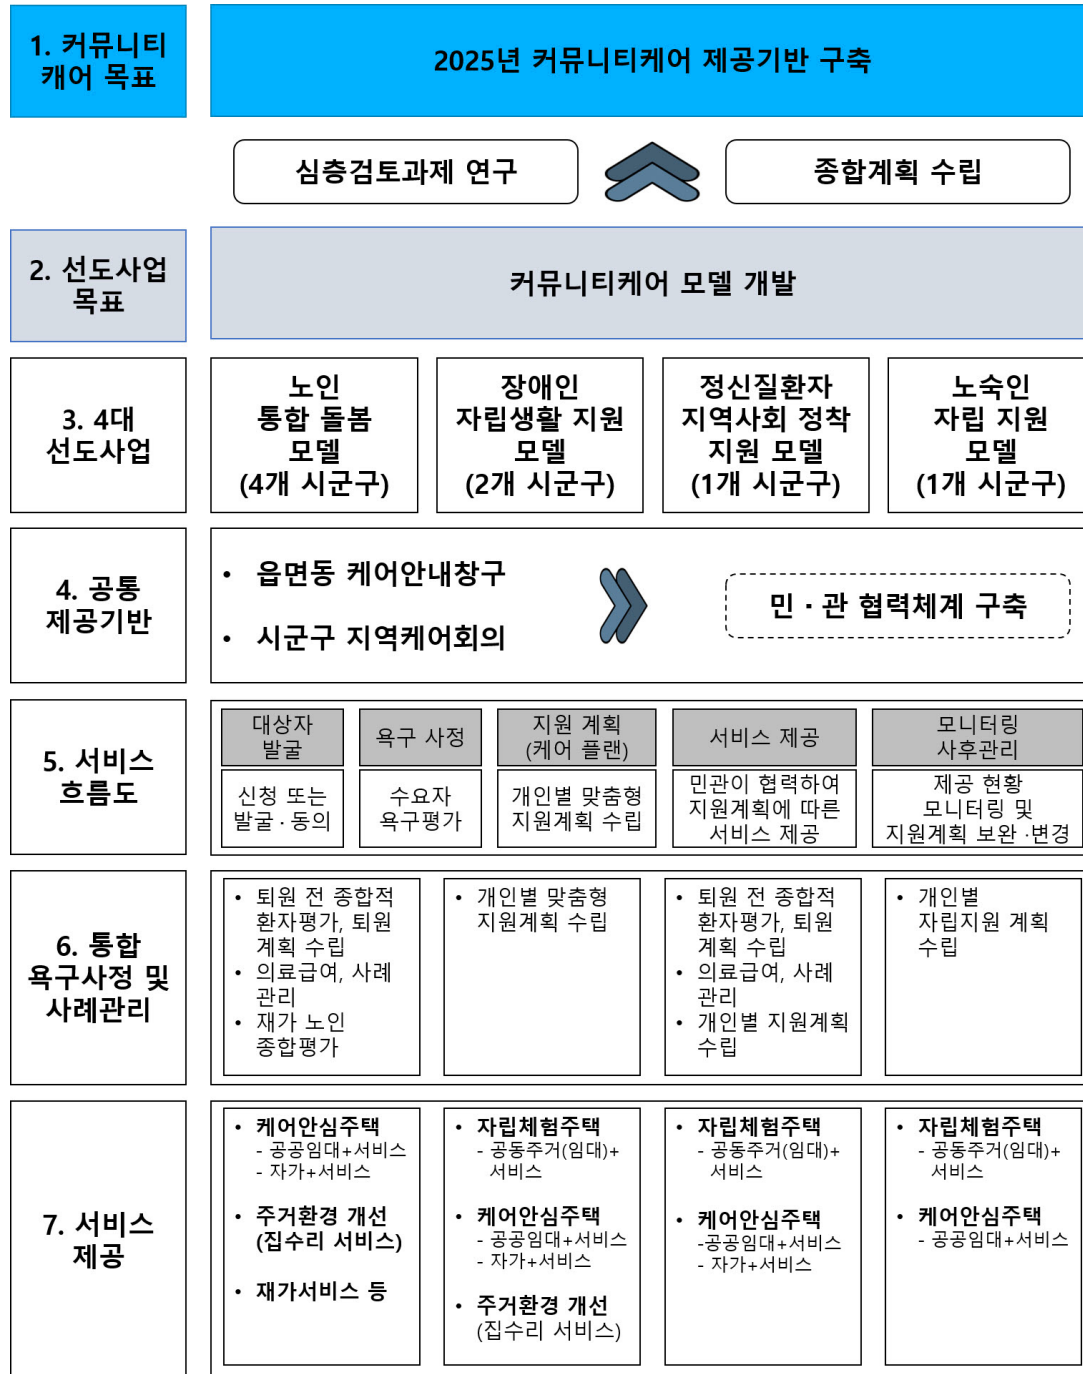 1. 커뮤니티
캐어 목표
2025년 커뮤니티케어 제공기반 구축
심층검토과제 연구
종합계획 수립
2. 선도사업
목표
커뮤니티케어 모델 개발
3. 4대
선도사업
노인
통합 돌봄
모델
(4개 시군구)
장애인
자립생활 지원
모델
(2개 시군구)
정신질환자
지역사회 정착
지원 모델
(1개 시군구)
노숙인
자립 지원
모델
(1개 시군구)
4. 공통
제공기반
• 읍면동 케어안내창구
• 시군구 지역케어회의
민 · 관 협력체계 구축
5. 서비스
흐름도
대상자
발굴
욕구 사정
지원 계획
(케어 플랜)
서비스 제공
모니터링
사후관리
신청 또는
발굴 · 동의
수요자
욕구평가
개인별 맞춤형
지원계획 수립
민관이 협력하여
지원계획에 따른
서비스 제공
제공 현황
모니터링 및
지원계획 보완 ·변경
6. 통합
욕구사정 및
사례관리
• 퇴원 전 종합적
환자평가, 퇴원
계획 수립
• 의료급여, 사례
관리
• 재가 노인
종합평가
• 개인별 맞춤형
지원계획 수립
• 퇴원 전 종합적
환자평가, 퇴원
계획 수립
• 의료급여, 사례
관리
• 개인별 지원계획
수립
• 개인별
자립지원 계획
수립
7. 서비스
제공
• 케어안심주택
- 공공임대+서비스
- 자가+서비스
• 주거환경 개선
(집수리 서비스)
• 재가서비스 등
• 자립체험주택
- 공동주거(임대)+
서비스
• 케어안심주택
- 공공임대+서비스
- 자가+서비스
• 주거환경 개선
(집수리 서비스)
• 자립체험주택
- 공동주거(임대)+
서비스
• 케어안심주택
-공공임대+서비스
- 자가+서비스
• 자립체험주택
- 공동주거(임대)+
서비스
• 케어안심주택
- 공공임대+서비스